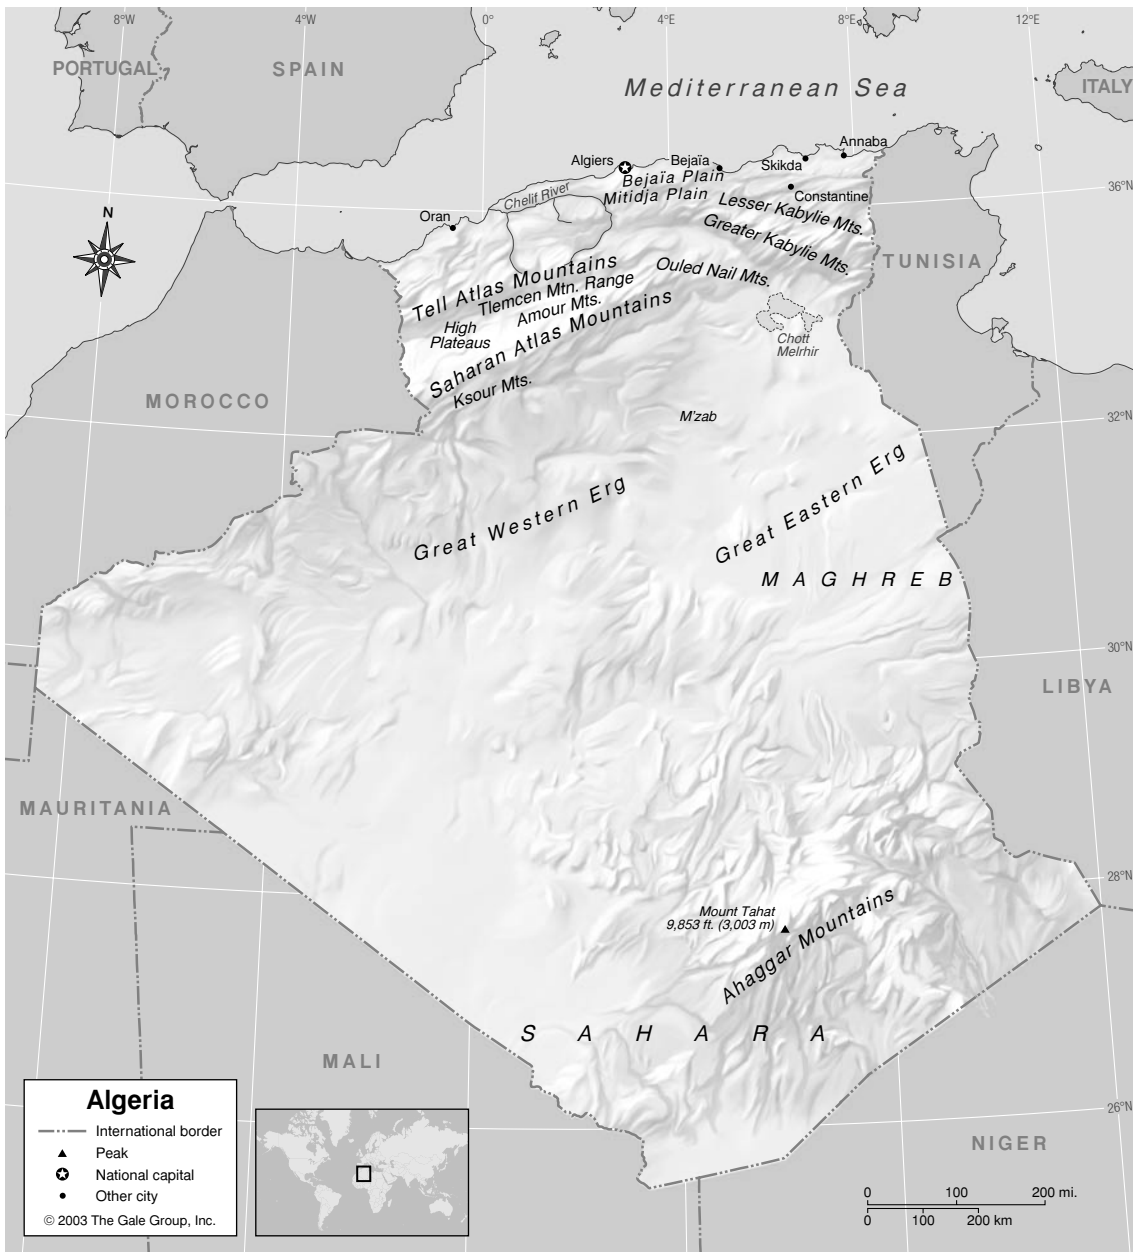 8°W
4°W
0°
4°E
8°E
12°E
PORTUGAL
SPAIN
ITALY
Mediterranean Sea
Annaba
Algiers
Bejaïa
Skikda
Bejaïa Plain
Constantine
36°N
Chelif River
Mitidja Plain
Lesser Kabylie Mts.
N
Oran
Greater Kabylie Mts.
TUNISIA
Tell Atlas Mountains
Ouled Nail Mts.
Tlemcen Mtn. Range
Amour Mts.
High
Plateaus
Saharan Atlas Mountains
Chott
Melrhir
Ksour Mts.
MOROCCO
M'zab
32°N
Great Western Erg
Great Eastern Erg
MAGHREB
30°N
LIBYA
MAURITANIA
28°N
Mount Tahat
9,853 ft. (3,003 m)
Ahaggar Mountains
SAHARA
MALI
26°N
NIGER
Algeria
International border
Peak
National capital
Other city
© 2003 The Gale Group, Inc.
0 100 200 mi.
0 100 200 km